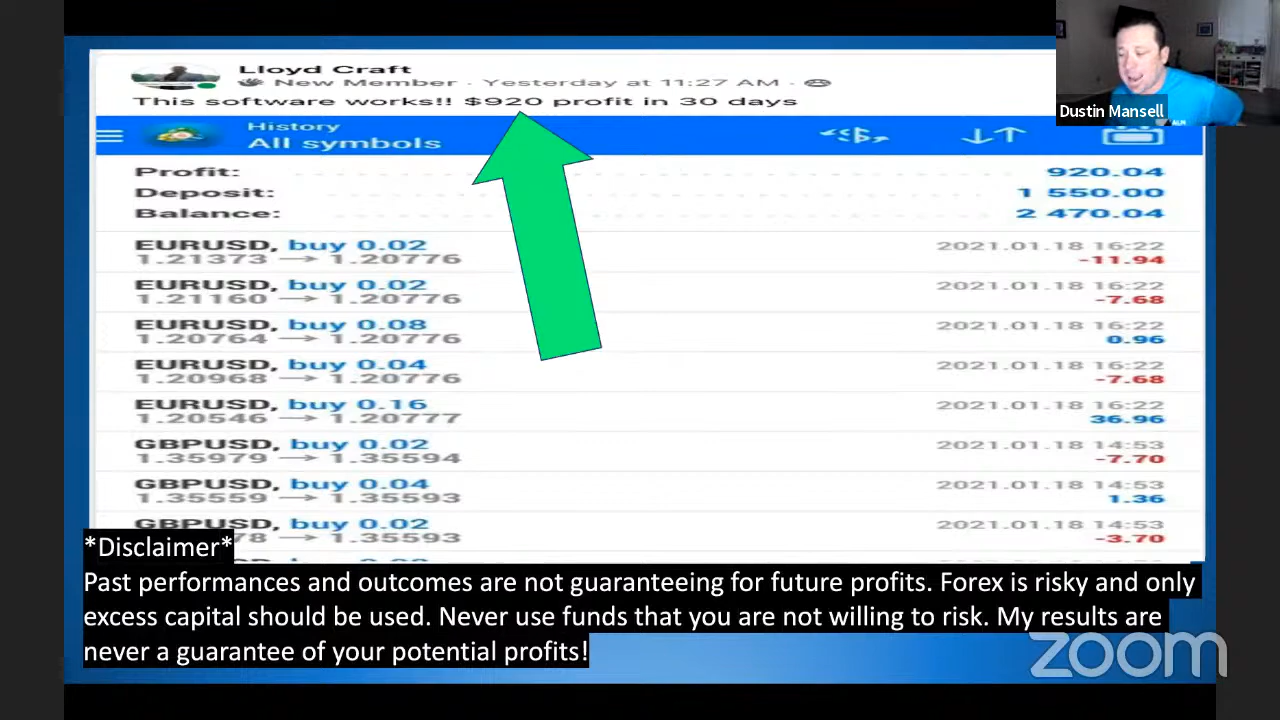 Lloyd Craft
New Member · Yesterday at 11:27 AM ·
This software works!! $920 profit in 30 days
Dustin Mansell
History
All symbols
Profit: 920.04
Deposit: 1 550.00
Balance: 2 470.04
EURUSD, buy 0.02 2021.01.18 16:22
1.21373 → 1.20776 -11.94
EURUSD, buy 0.02 2021.01.18 16:22
1.21160 → 1.20776 -7.68
EURUSD, buy 0.08 2021.01.18 16:22
1.20764 → 1.20776 0.96
EURUSD, buy 0.04 2021.01.18 16:22
1.20968 → 1.20776 -7.68
EURUSD, buy 0.16 2021.01.18 16:22
1.20546 → 1.20777 36.96
GBPUSD, buy 0.02 2021.01.18 14:53
1.35979 → 1.35594 -7.70
GBPUSD, buy 0.04 2021.01.18 14:53
1.35559 → 1.35593 1.36
GBPUSD, buy 0.02 2021.01.18 14:53
78 → 1.35593 -3.70
*Disclaimer*
Past performances and outcomes are not guaranteeing for future profits. Forex is risky and only
excess capital should be used. Never use funds that you are not willing to risk. My results are
never a guarantee of your potential profits!
zoom